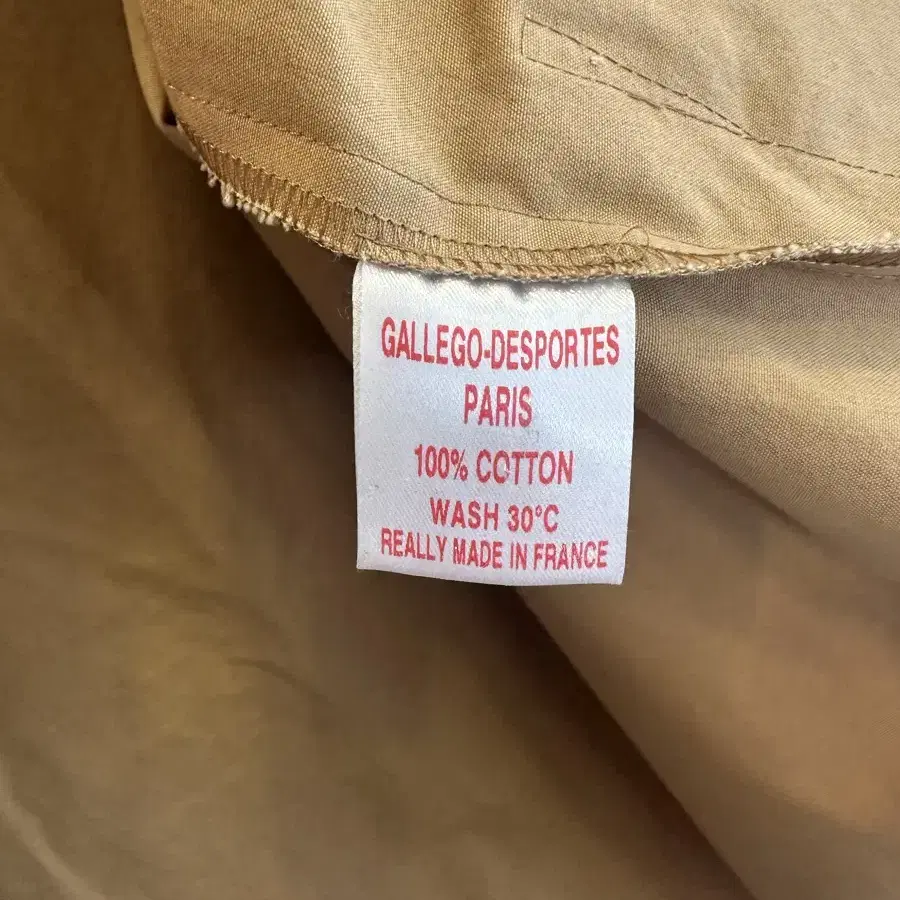 GALLEGO-DESPORTES
PARIS
100% COTTON
WASH 30°C
REALLY MADE IN FRANCE